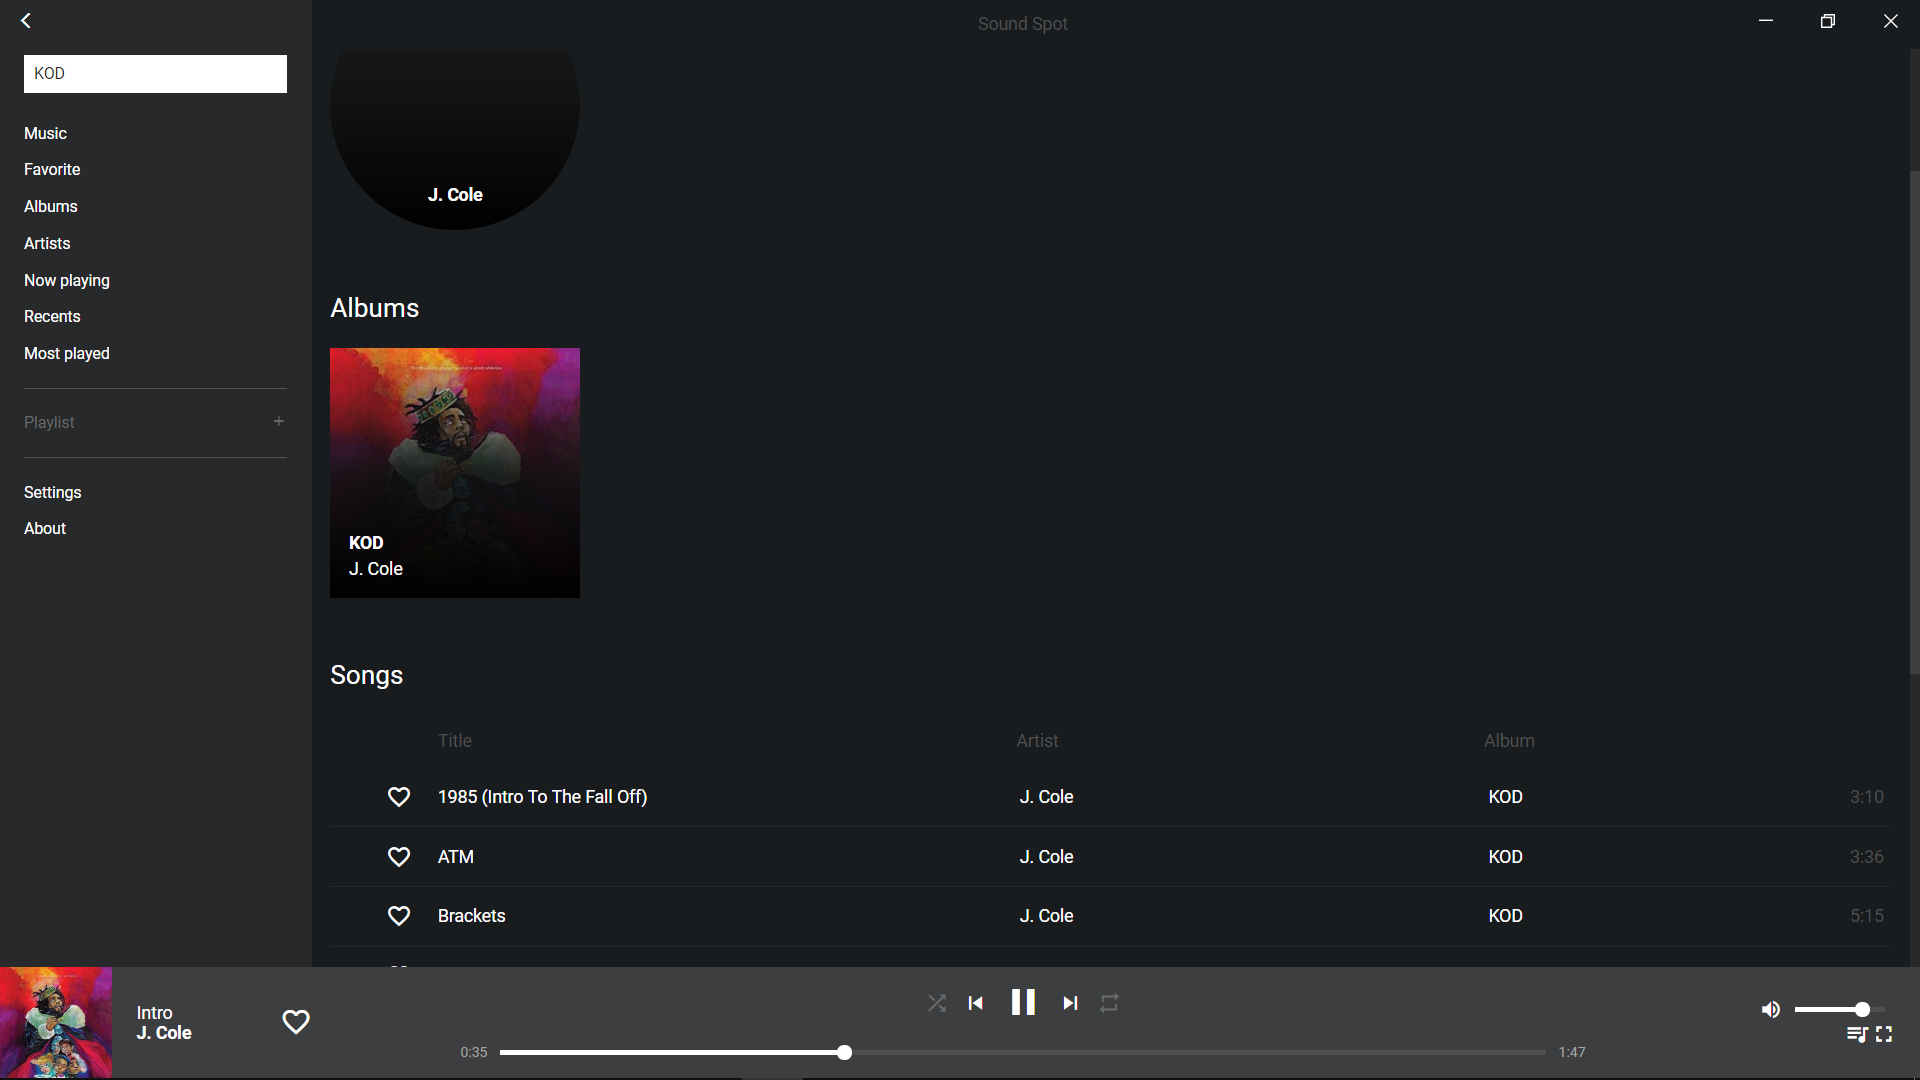 Sound Spot
KOD
Music
Favorite
Albums
Artists
Now playing
Recents
Most played
Playlist +
Settings
About
J. Cole
Albums
KOD
J. Cole
Songs
Title Artist Album
1985 (Intro To The Fall Off) J. Cole KOD 3:10
ATM J. Cole KOD 3:36
Brackets J. Cole KOD 5:15
Intro
J. Cole
0:35 1:47